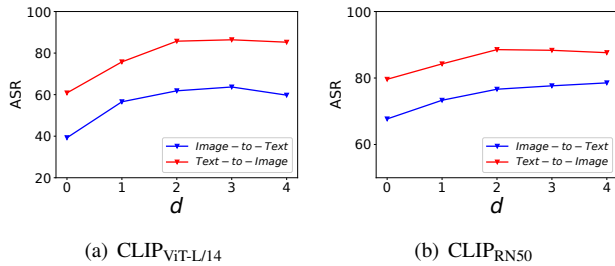 100
80
60
40
20
ASR
0 1 2 3 4
d
Image – to – Text
Text – to – Image
(a) CLIPViT-L/14
100
80
60
ASR
0 1 2 3 4
d
Image – to – Text
Text – to – Image
(b) CLIPRN50